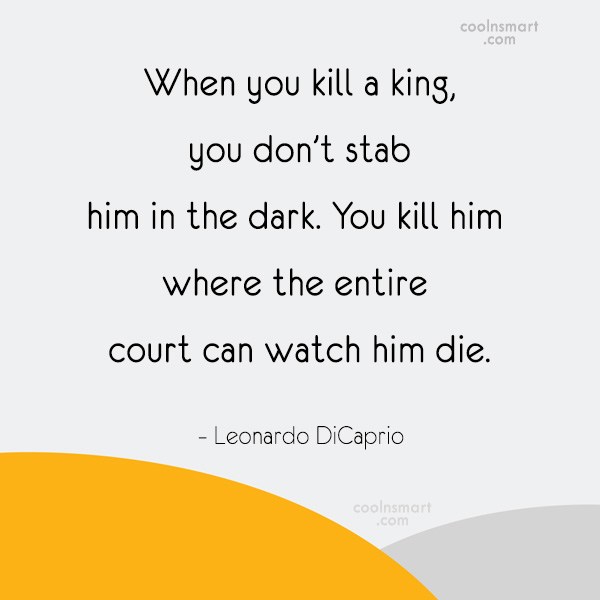 coolnsmart
.com
When you kill a king,
you don't stab
him in the dark. You kill him
where the entire
court can watch him die.
– Leonardo DiCaprio
coolnsmart
.com